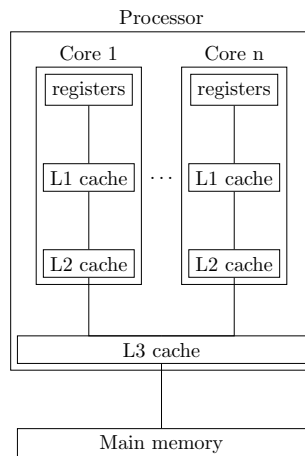 Processor
Core 1
Core n
registers
registers
L1 cache
...
L1 cache
L2 cache
L2 cache
L3 cache
Main memory